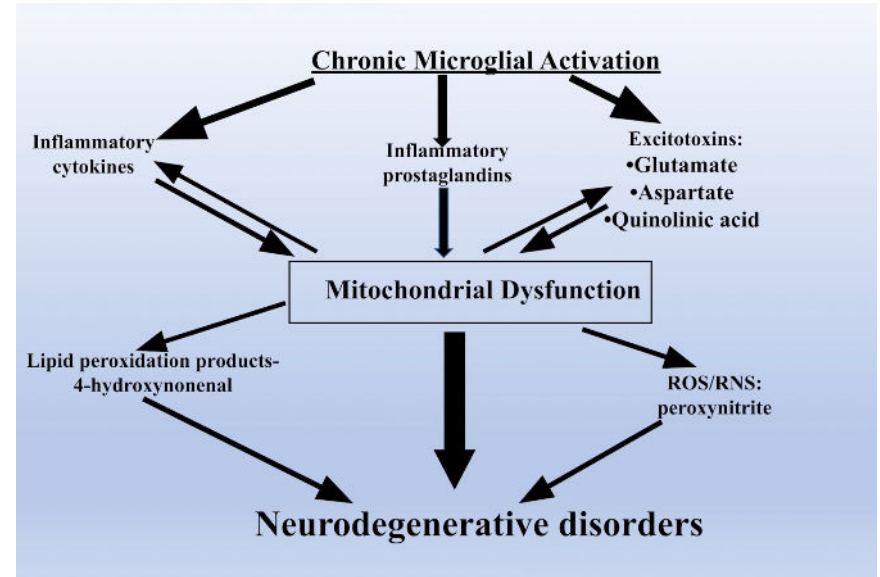 Chronic Microglial Activation
Inflammatory
cytokines
Inflammatory
prostaglandins
Excitotoxins:
•Glutamate
•Aspartate
•Quinolinic acid
Mitochondrial Dysfunction
Lipid peroxidation products-
4-hydroxynonenal
ROS/RNS:
peroxynitrite
Neurodegenerative disorders